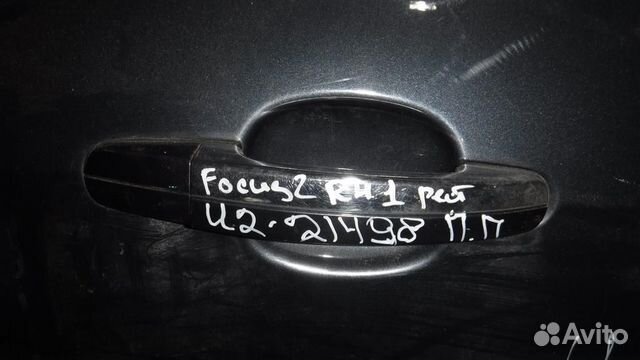 Focus2 RH1 рест
U2-21498 П.П
Avito